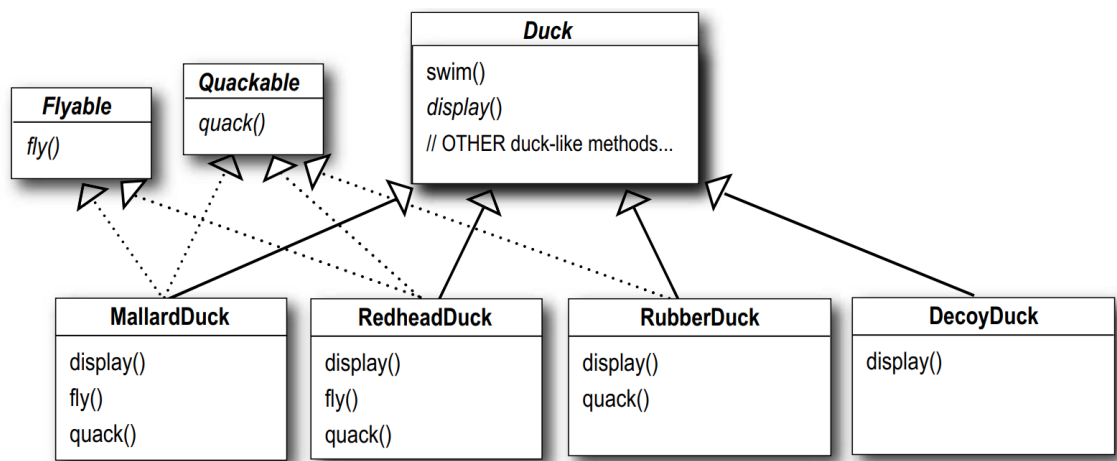 Duck
swim()
display()
// OTHER duck-like methods...
Quackable
quack()
Flyable
fly()
MallardDuck
display()
fly()
quack()
RedheadDuck
display()
fly()
quack()
RubberDuck
display()
quack()
DecoyDuck
display()